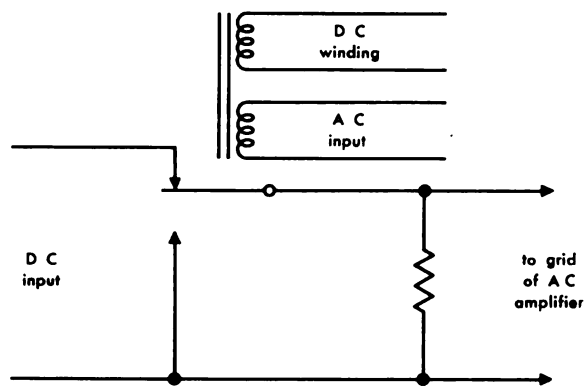 D C
winding
A C
input
D C
input
to grid
of A C
amplifier